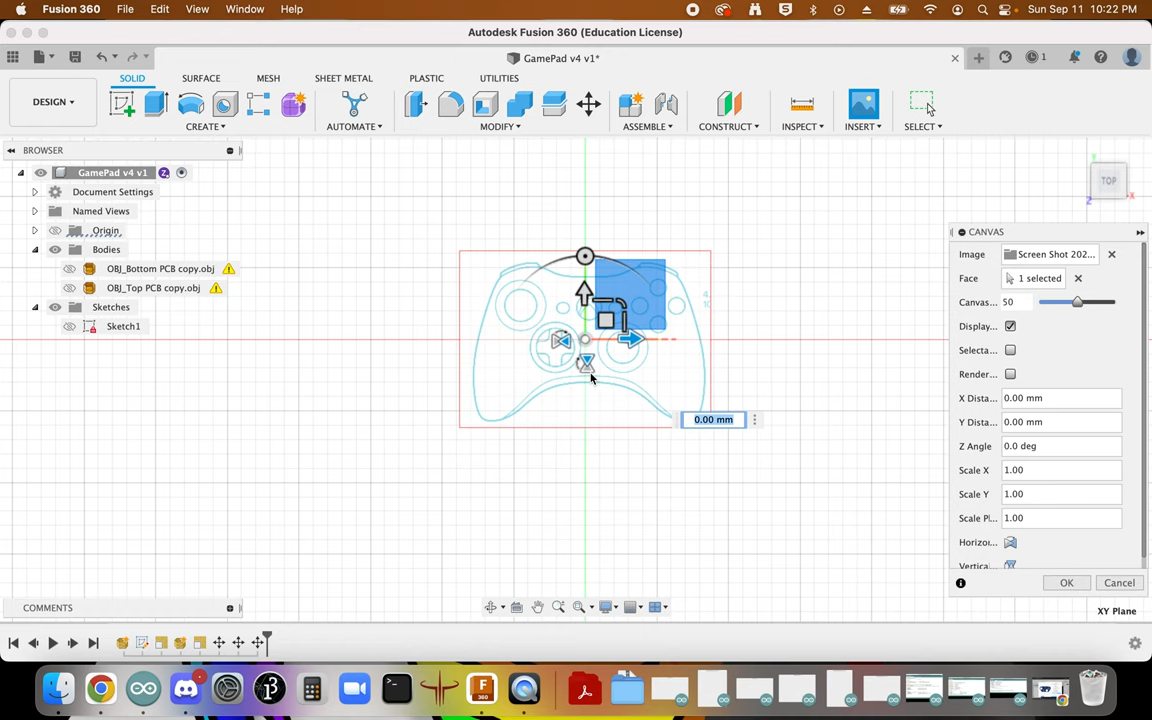 Fusion 360 File Edit View Window Help Sun Sep 11 10:22 PM
Autodesk Fusion 360 (Education License)
GamePad v4 v1* 1
SOLID SURFACE MESH SHEET METAL PLASTIC UTILITIES
DESIGN
CREATE AUTOMATE MODIFY ASSEMBLE CONSTRUCT INSPECT INSERT SELECT
BROWSER
GamePad v4 v1
Document Settings
Named Views
Origin
Bodies
OBJ_Bottom PCB copy.obj
OBJ_Top PCB copy.obj
Sketches
Sketch1
TOP
X
Z
0.00 mm
CANVAS
Image Screen Shot 202...
Face 1 selected
Canvas... 50
Display...
Selecta...
Render...
X Dista... 0.00 mm
Y Dista... 0.00 mm
Z Angle 0.0 deg
Scale X 1.00
Scale Y 1.00
Scale Pl... 1.00
Horizo...
Vertica...
OK Cancel
XY Plane
COMMENTS